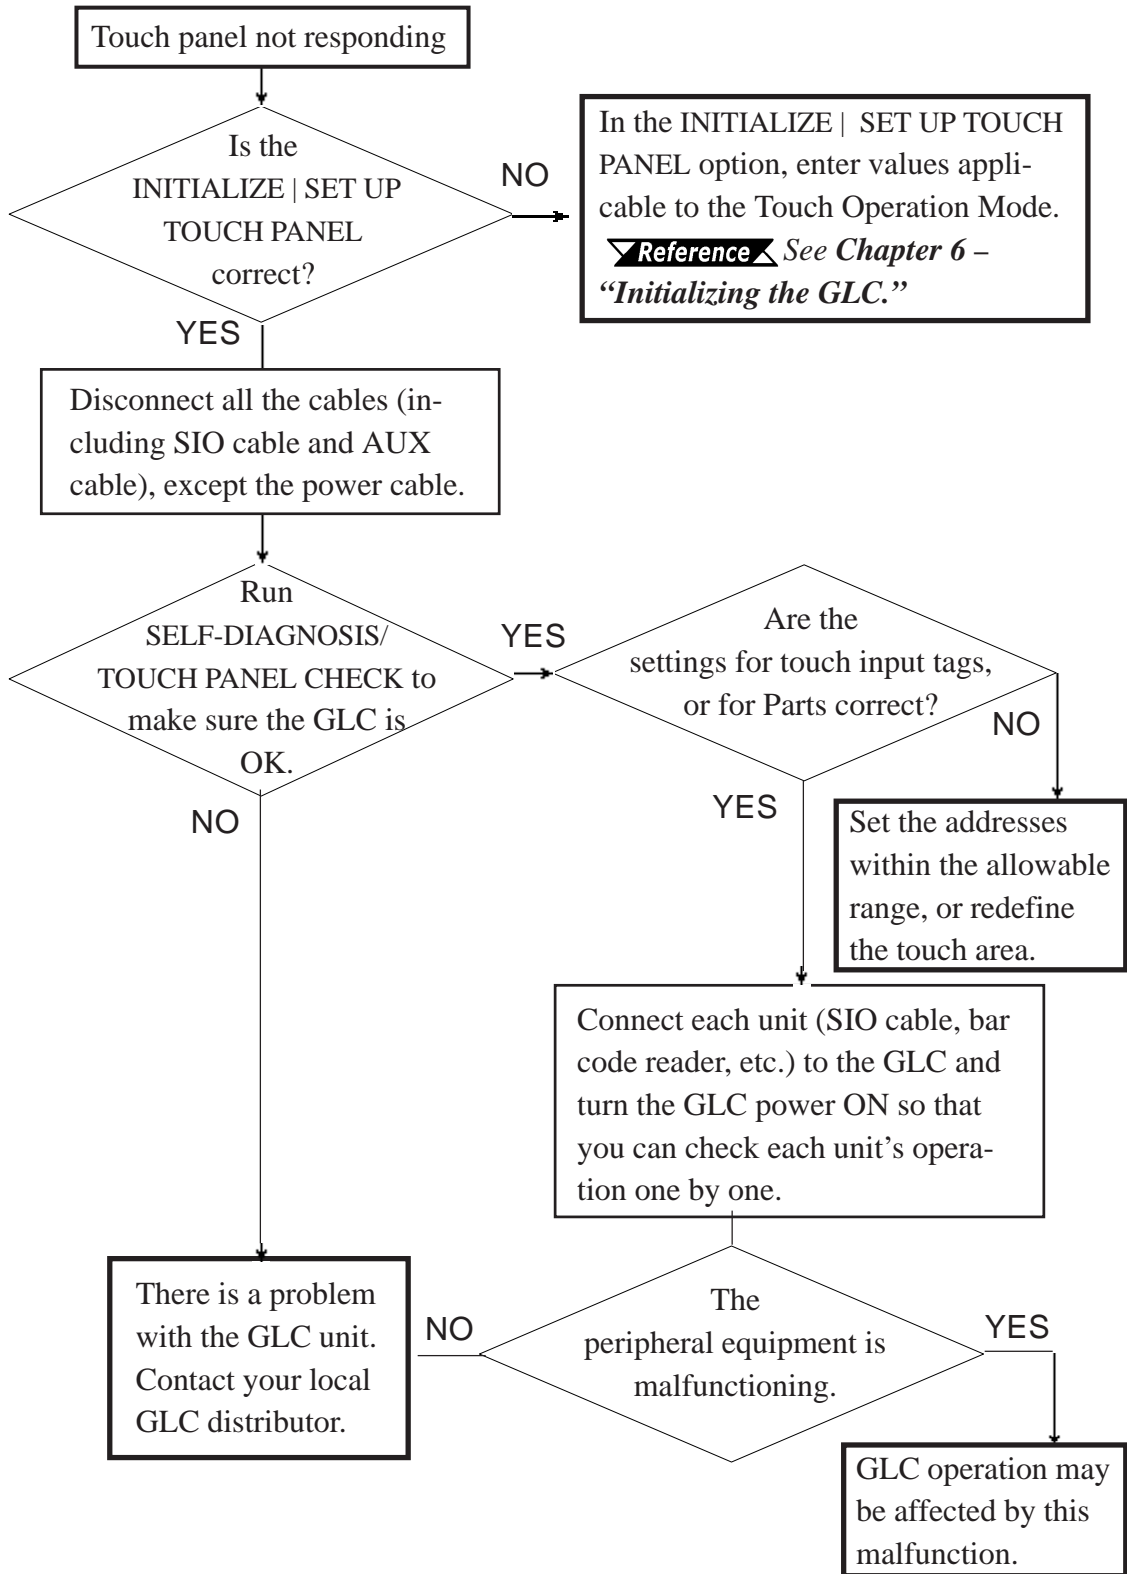 Touch panel not responding
Is the
INITIALIZE | SET UP
TOUCH PANEL
correct?
NO
In the INITIALIZE | SET UP TOUCH
PANEL option, enter values appli-
cable to the Touch Operation Mode.
Reference See Chapter 6 –
“Initializing the GLC.”
YES
Disconnect all the cables (in-
cluding SIO cable and AUX
cable), except the power cable.
Run
SELF-DIAGNOSIS/
TOUCH PANEL CHECK to
make sure the GLC is
OK.
YES
Are the
settings for touch input tags,
or for Parts correct?
NO
NO
YES
Set the addresses
within the allowable
range, or redefine
the touch area.
Connect each unit (SIO cable, bar
code reader, etc.) to the GLC and
turn the GLC power ON so that
you can check each unit’s opera-
tion one by one.
There is a problem
with the GLC unit.
Contact your local
GLC distributor.
NO
The
peripheral equipment is
malfunctioning.
YES
GLC operation may
be affected by this
malfunction.